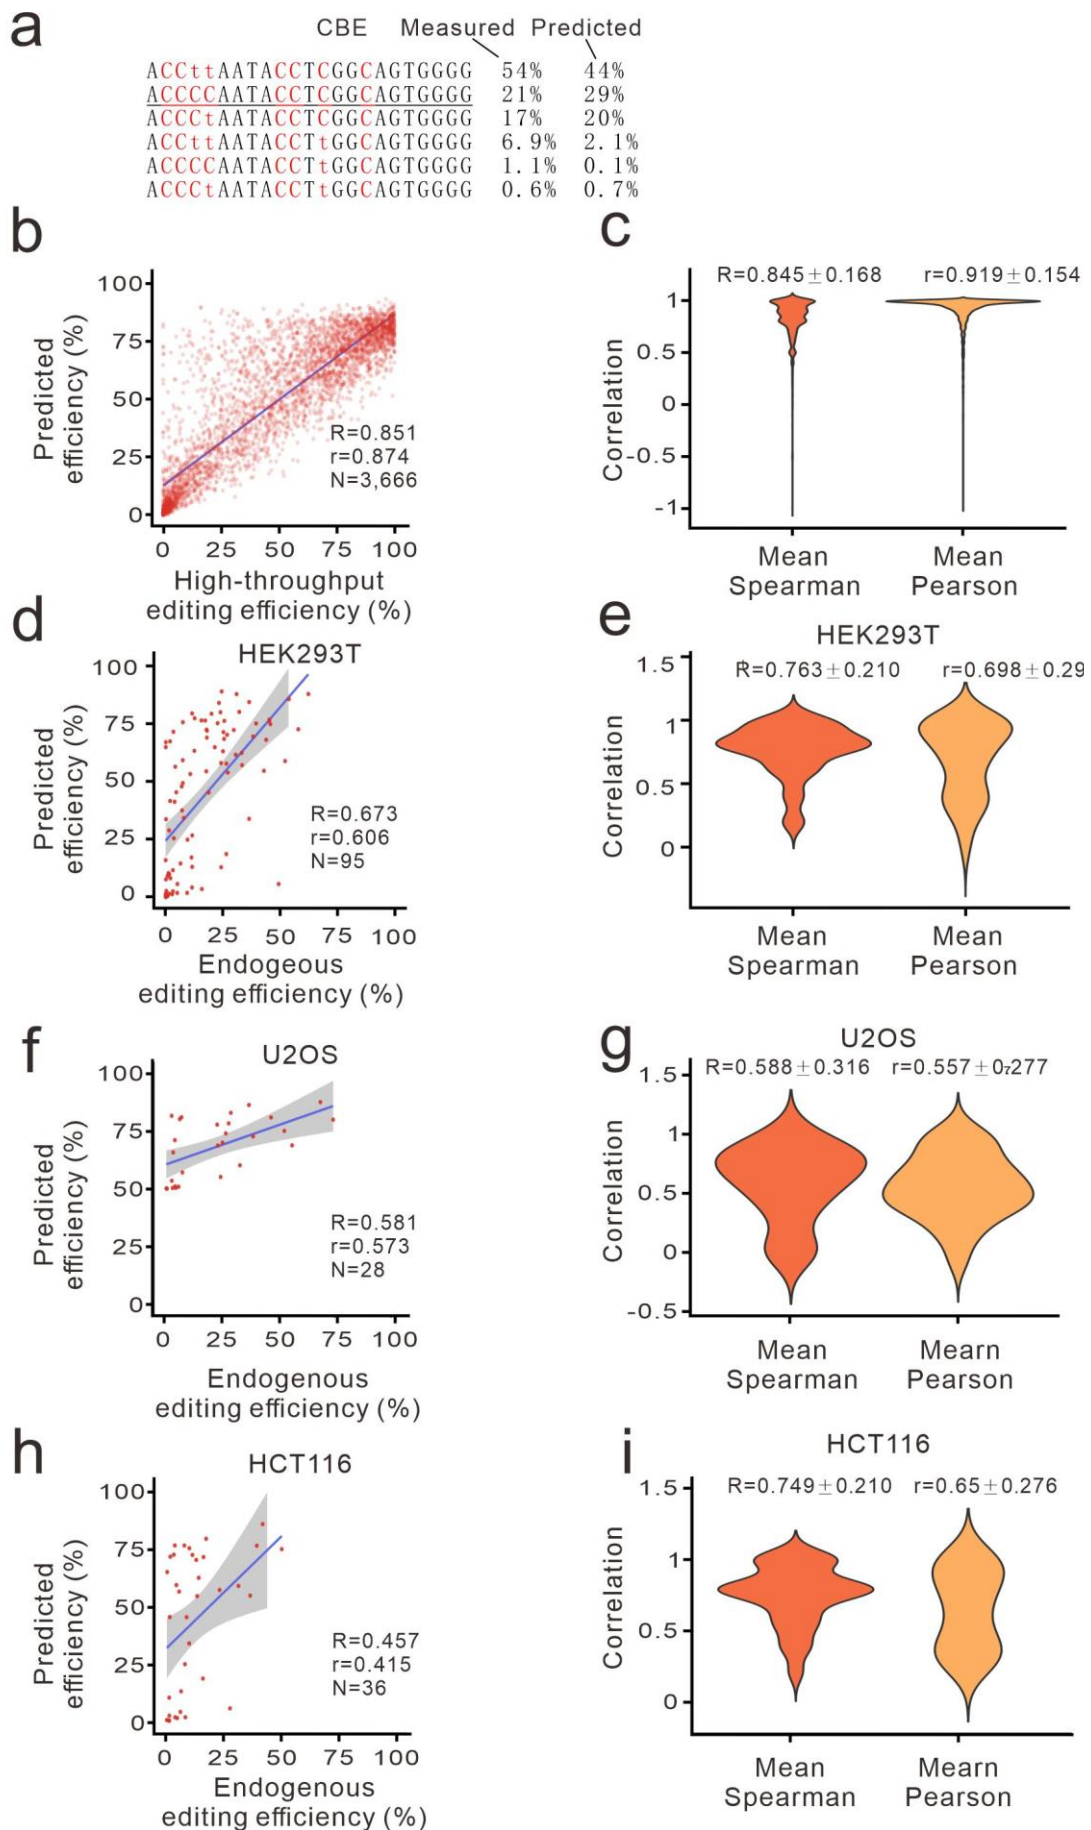 a
CBE Measured Predicted
ACCttAATACCTCGGCAGTGGGG 54% 44%
ACCCCAATACCTCGGCAGTGGGG 21% 29%
ACCCtAATACCTCGGCAGTGGGG 17% 20%
ACCttAATACCTtGGCAGTGGGG 6.9% 2.1%
ACCCCAATACCTtGGCAGTGGGG 1.1% 0.1%
ACCCtAATACCTtGGCAGTGGGG 0.6% 0.7%
b
Predicted
efficiency (%)
100
75
50
25
0
R=0.851
r=0.874
N=3,666
0 25 50 75 100
High-throughput
editing efficiency (%)
c
R=0.845±0.168 r=0.919±0.154
Correlation
1
0.5
0
-0.5
-1
Mean
Spearman
Mean
Pearson
d
HEK293T
Predicted
efficiency (%)
100
75
50
25
0
R=0.673
r=0.606
N=95
0 25 50 75 100
Endogeous
editing efficiency (%)
e
HEK293T
R=0.763±0.210 r=0.698±0.29
Correlation
1.5
1
0.5
0
Mean
Spearman
Mean
Pearson
f
U2OS
Predicted
efficiency (%)
100
75
50
25
0
R=0.581
r=0.573
N=28
0 25 50 75 100
Endogenous
editing efficiency (%)
g
U2OS
R=0.588±0.316 r=0.557±0.277
Correlation
1.5
1
0.5
0
-0.5
Mean
Spearman
Mearn
Pearson
h
HCT116
Predicted
efficiency (%)
100
75
50
25
0
R=0.457
r=0.415
N=36
0 25 50 75 100
Endogenous
editing efficiency (%)
i
HCT116
R=0.749±0.210 r=0.65±0.276
Correlation
1.5
1
0.5
0
Mean
Spearman
Mearn
Pearson